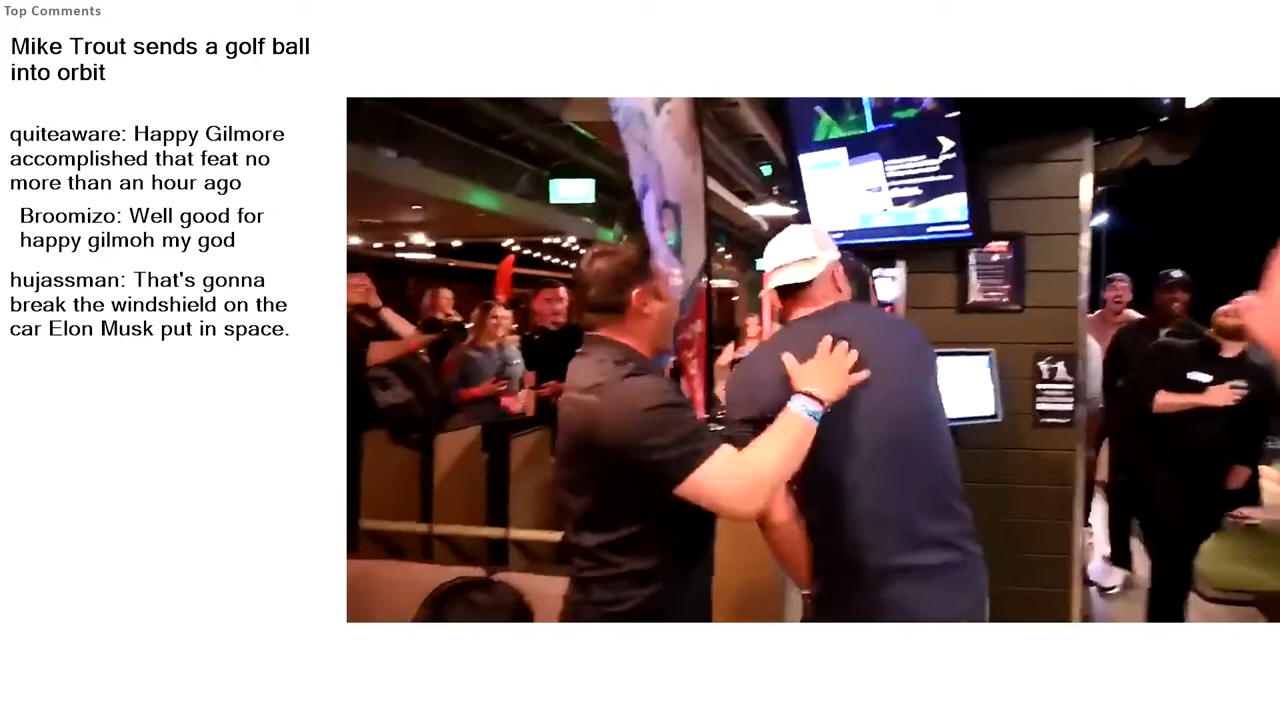 Top Comments
Mike Trout sends a golf ball
into orbit
quiteaware: Happy Gilmore
accomplished that feat no
more than an hour ago
Broomizo: Well good for
happy gilmoh my god
hujassman: That's gonna
break the windshield on the
car Elon Musk put in space.